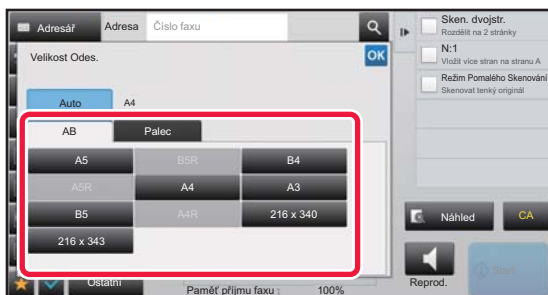 Adresář Adresa Číslo faxu
Velikost Odes. OK
Auto A4
AB Palec
A5 B5R B4
A5R A4 A3
B5 A4R 216 x 340
216 x 343
Ostatní
Paměť příjmu faxu : 100%
Sken. dvojstr.
Rozdělit na 2 stránky
N:1
Vložit více stran na stranu A
Režim Pomalého Skenování
Skenovat tenký originál
Náhled CA
Reprod. Start